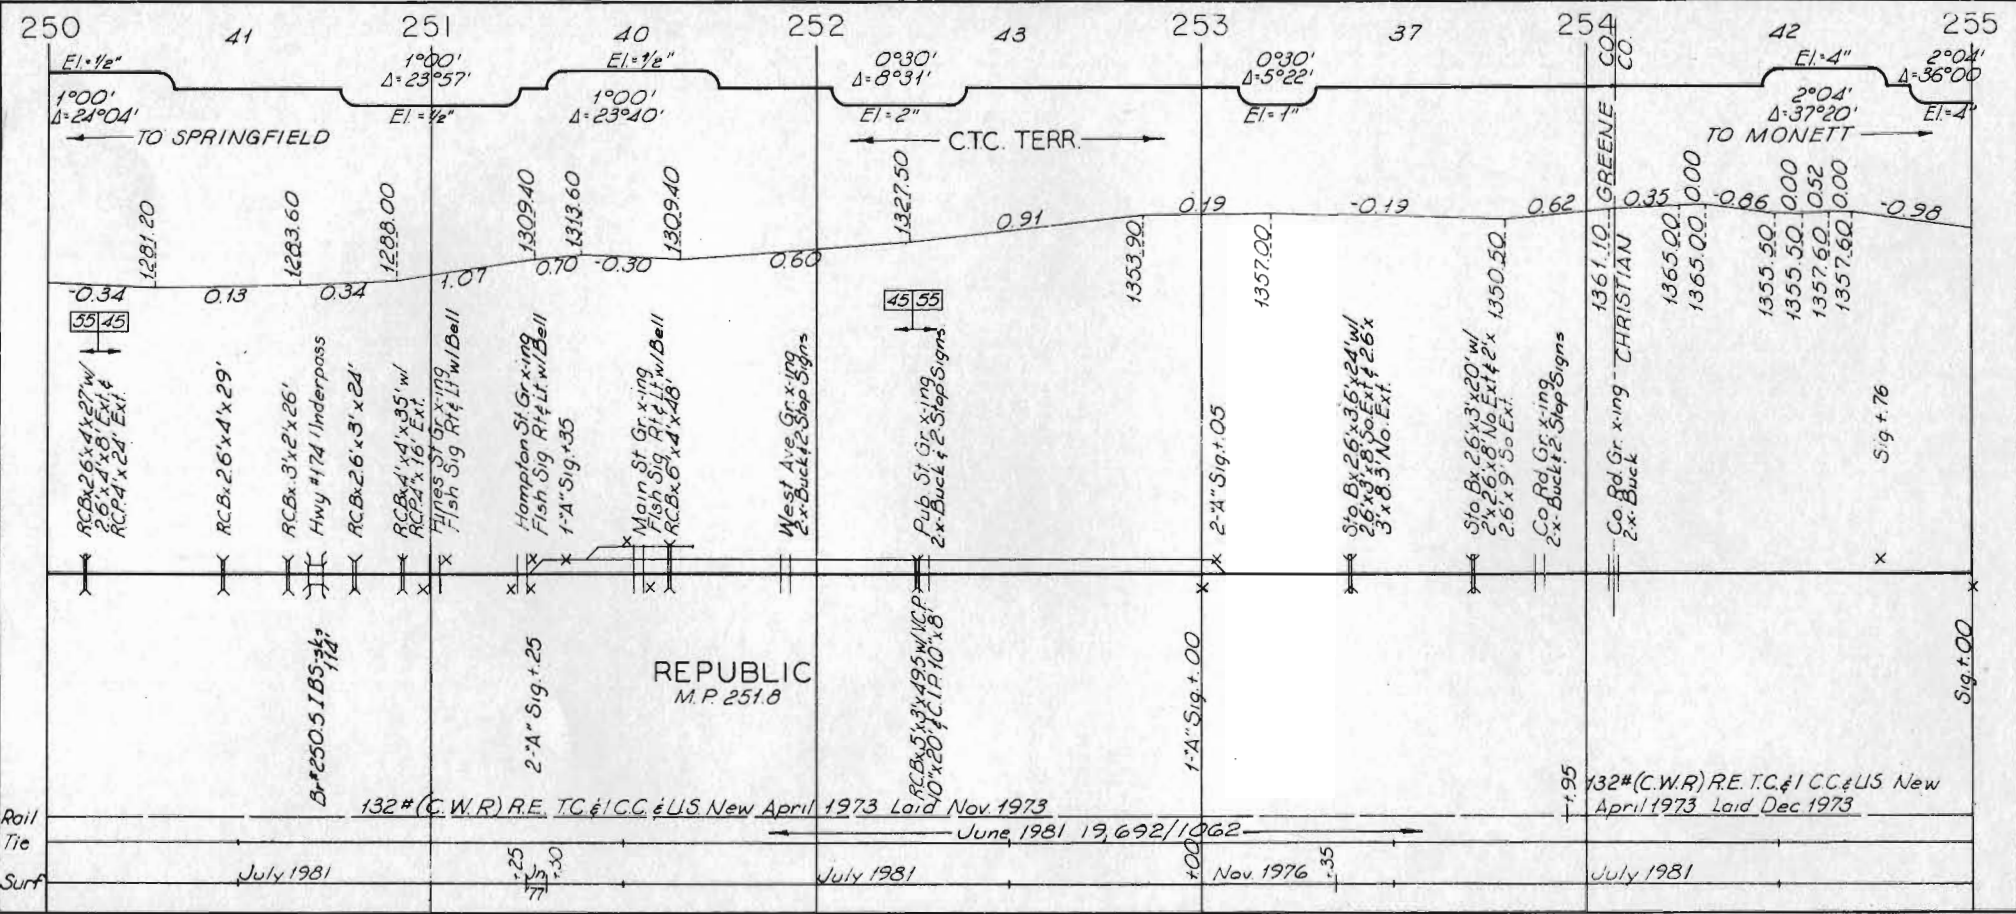 250 41 251 40 252 43 253 37 254 42 255
El.=½" 1°00' El.=½" 0°30' 0°30' CO. CO. El.=4" 2°04'
Δ=23°57' Δ=8°31' Δ=5°22' Δ=36°00
1°00' 1°00' 2°04'
Δ=24°04' El.=½" Δ=23°40' El.=2" El.=1" Δ=37°20' El.=4"
TO SPRINGFIELD C.T.C. TERR. TO MONETT
GREENE
CHRISTIAN
1281.20
1283.60
1288.00
1309.40
1313.60
1309.40
1327.50
1353.90
1357.00
1350.50
1361.10
1365.00
1365.00
1355.50
1355.50
1357.60
1357.60
-0.34 0.13 0.34 1.07 0.70 -0.30 0.60 0.91 0.19 -0.19 0.62 0.35 0.00 -0.86 0.00 0.52 0.00 -0.98
55 45
45 55
RCBx2.6'x4'x27'w/
2.6'x4'x8' Ext.&
RCP.4'x24' Ext.
RCBx.2.6'x4'x29'
RCBx.3'x2'x26'
Hwy #174 Underpass
RCBx2.6'x3'x24'
RCBx4'x4'x35' w/
RCP.4'x16' Ext.
Hines St Gr x-ing
Fish Sig Rt & Lt w/Bell
Hampton St. Gr x-ing
Fish. Sig. Rt & Lt. w/Bell
1-"A" Sig.+.35
Main St Gr. x-ing
Fish Sig. Rt & Lt. w/Bell
RCBx.6'x4'x48'
West Ave. Gr. x-ing
2x-Buck & 2-Stop Signs
Pub St. Gr. x-ing
2x-Buck & 2-Stop Signs
2-"A" Sig.+.05
Sto Bx. 2.6'x3.6'x24'w/
2.6'x3'x8' So. Ext & 2.6'x
3'x8.3' No. Ext.
Sto Bx. 2.6'x3'x20' w/
2'x2.6'x8' No Ext & 2'x
2.6'x9' So Ext.
Co Rd. Gr x-ing
2-x-Buck & 2 Stop Signs
Co Rd. Gr. x-ing
2.x-Buck
Sig.+.76
Br#250.5 I BS-3ks
114'
2-"A" Sig.+.25
REPUBLIC
M.P. 251.8
RCBx.5'x3'x49.5 w/VCP
10"x20' & C.I.P. 10"x8'
1-"A" Sig.+.00
Sig.+.00
+.95
Rail 132#(C.W.R) R.E. T.C.&I C.C. & U.S. New April 1973 Laid Nov. 1973
132#(C.W.R) R.E. T.C.&I C.C.& U.S New
April 1973 Laid Dec 1973
Tie June 1981 19,692/1062
Surf July 1981 +.25 Jn 77 +.30 July 1981 +00 Nov. 1976 +.35 July 1981